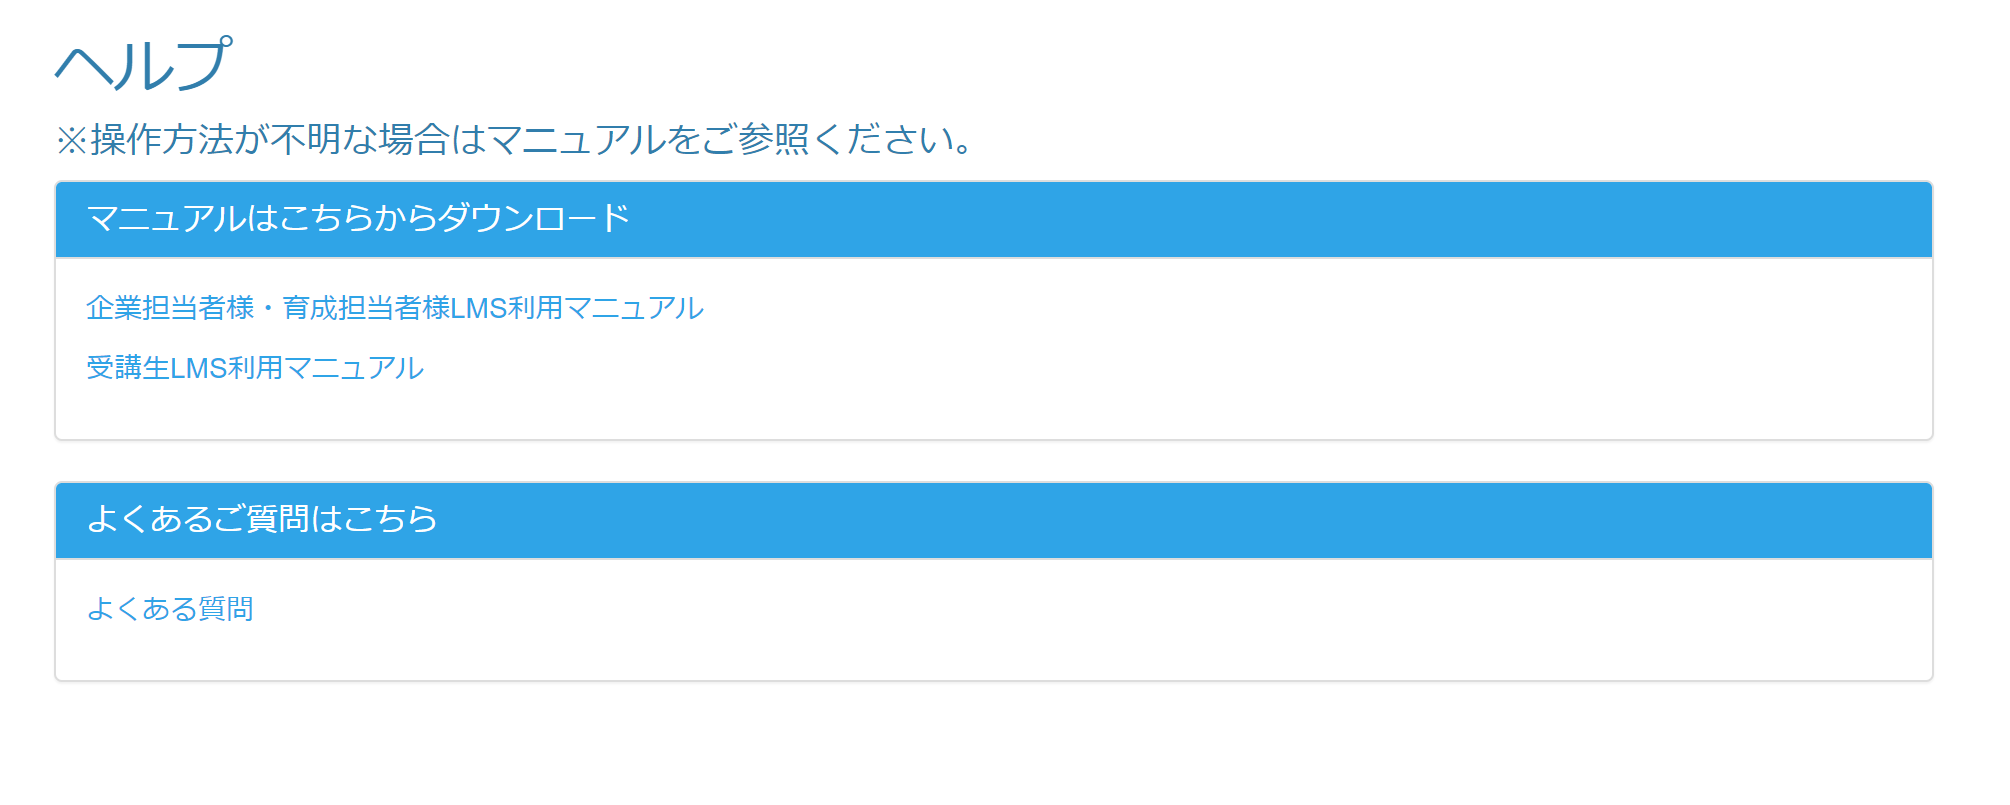 ヘルプ
※操作方法が不明な場合はマニュアルをご参照ください。
マニュアルはこちらからダウンロード
企業担当者様・育成担当者様LMS利用マニュアル
受講生LMS利用マニュアル
よくあるご質問はこちら
よくある質問